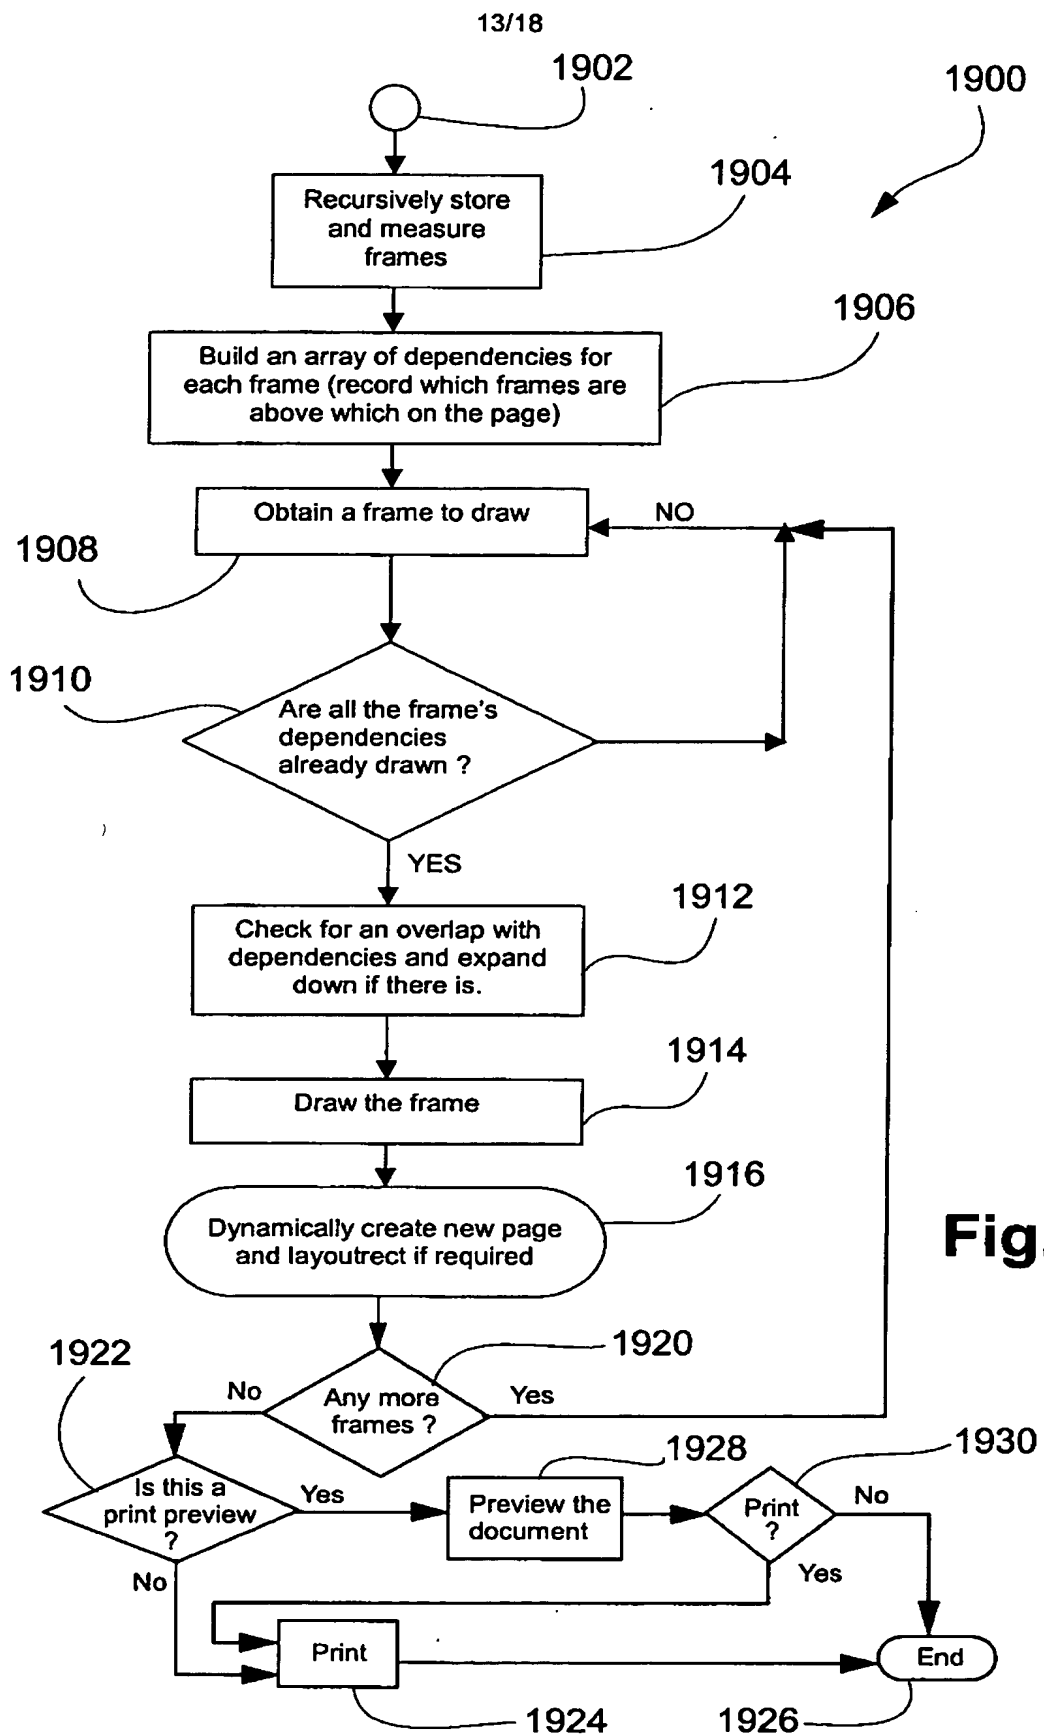 13/18
1902
1900
1904
Recursively store
and measure
frames
1906
Build an array of dependencies for
each frame (record which frames are
above which on the page)
Obtain a frame to draw
NO
1908
1910
Are all the frame's
dependencies
already drawn ?
YES
1912
Check for an overlap with
dependencies and expand
down if there is.
1914
Draw the frame
1916
Dynamically create new page
and layoutrect if required
Fig.
1920
1922
No
Any more
frames ?
Yes
1928
1930
Is this a
print preview
?
Yes
Preview the
document
Print
?
No
No
Yes
Print
End
1924
1926